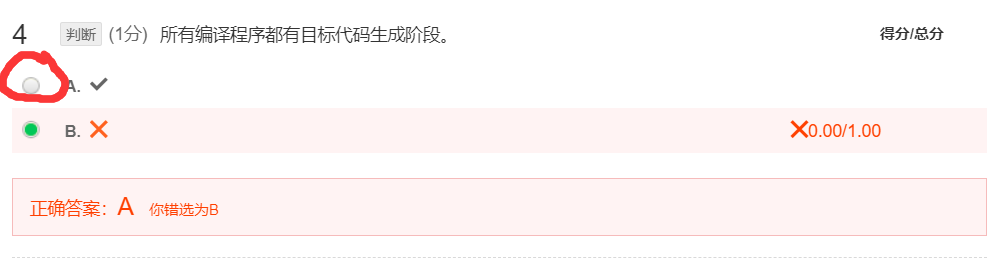 4 判断 (1分) 所有编译程序都有目标代码生成阶段。 得分/总分
A. ✓
B. ✕ ✕0.00/1.00
正确答案：A 你错选为B